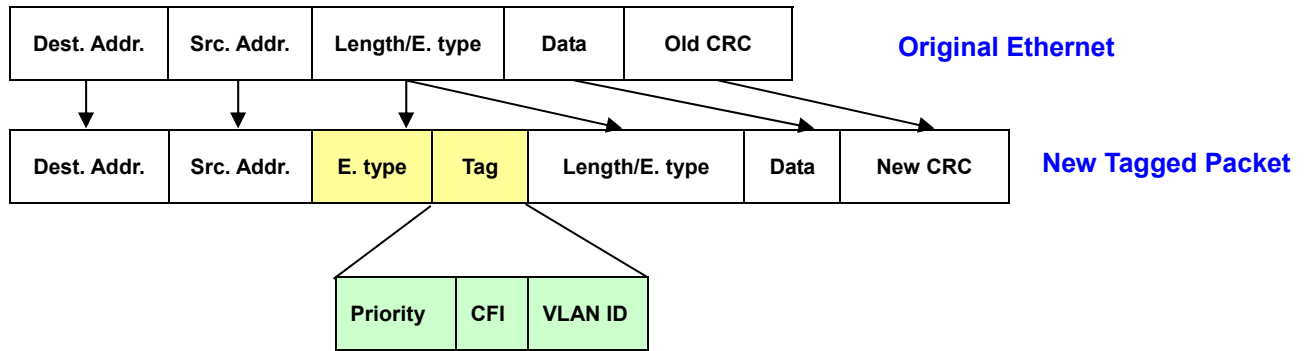 Dest. Addr. Src. Addr. Length/E. type Data Old CRC Original Ethernet
Dest. Addr. Src. Addr. E. type Tag Length/E. type Data New CRC New Tagged Packet
Priority CFI VLAN ID